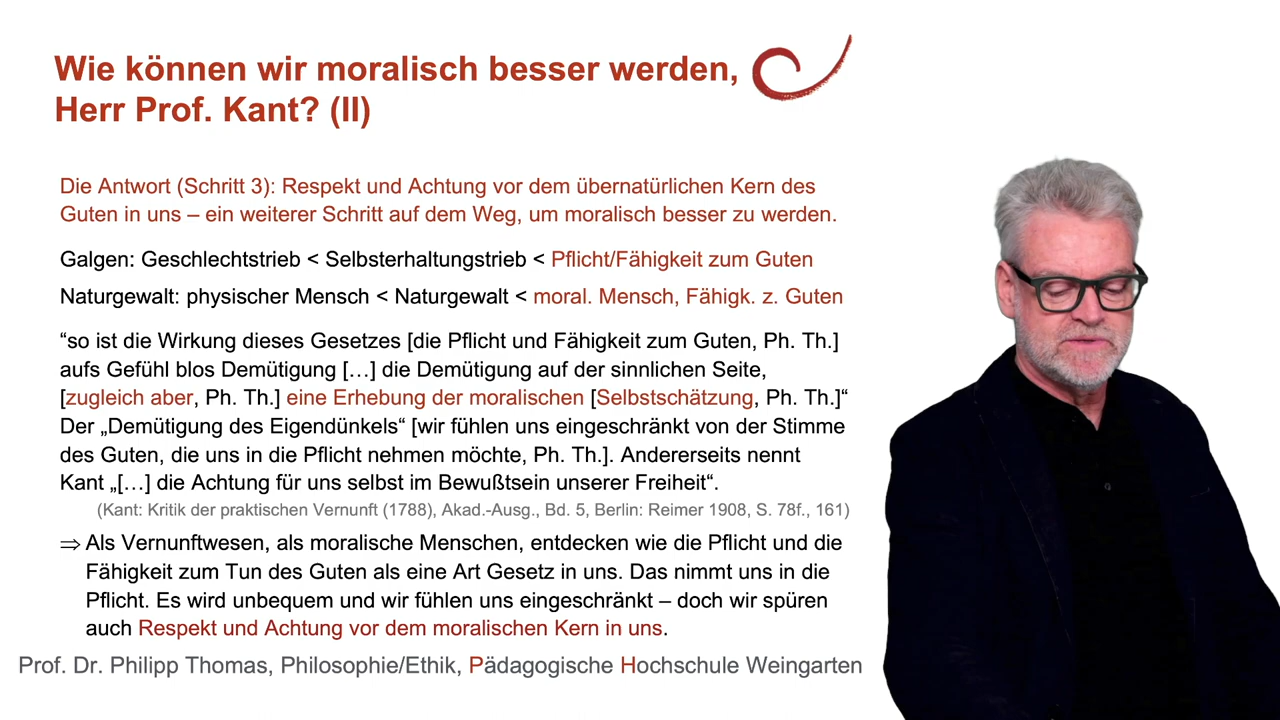 Wie können wir moralisch besser werden,
Herr Prof. Kant? (II)
Die Antwort (Schritt 3): Respekt und Achtung vor dem übernatürlichen Kern des
Guten in uns – ein weiterer Schritt auf dem Weg, um moralisch besser zu werden.
Galgen: Geschlechtstrieb < Selbsterhaltungstrieb < Pflicht/Fähigkeit zum Guten
Naturgewalt: physischer Mensch < Naturgewalt < moral. Mensch, Fähigk. z. Guten
“so ist die Wirkung dieses Gesetzes [die Pflicht und Fähigkeit zum Guten, Ph. Th.]
aufs Gefühl blos Demütigung […] die Demütigung auf der sinnlichen Seite,
[zugleich aber, Ph. Th.] eine Erhebung der moralischen [Selbstschätzung, Ph. Th.]“
Der „Demütigung des Eigendünkels“ [wir fühlen uns eingeschränkt von der Stimme
des Guten, die uns in die Pflicht nehmen möchte, Ph. Th.]. Andererseits nennt
Kant „[…] die Achtung für uns selbst im Bewußtsein unserer Freiheit“.
(Kant: Kritik der praktischen Vernunft (1788), Akad.-Ausg., Bd. 5, Berlin: Reimer 1908, S. 78f., 161)
⇒ Als Vernunftwesen, als moralische Menschen, entdecken wie die Pflicht und die
Fähigkeit zum Tun des Guten als eine Art Gesetz in uns. Das nimmt uns in die
Pflicht. Es wird unbequem und wir fühlen uns eingeschränkt – doch wir spüren
auch Respekt und Achtung vor dem moralischen Kern in uns.
Prof. Dr. Philipp Thomas, Philosophie/Ethik, Pädagogische Hochschule Weingarten